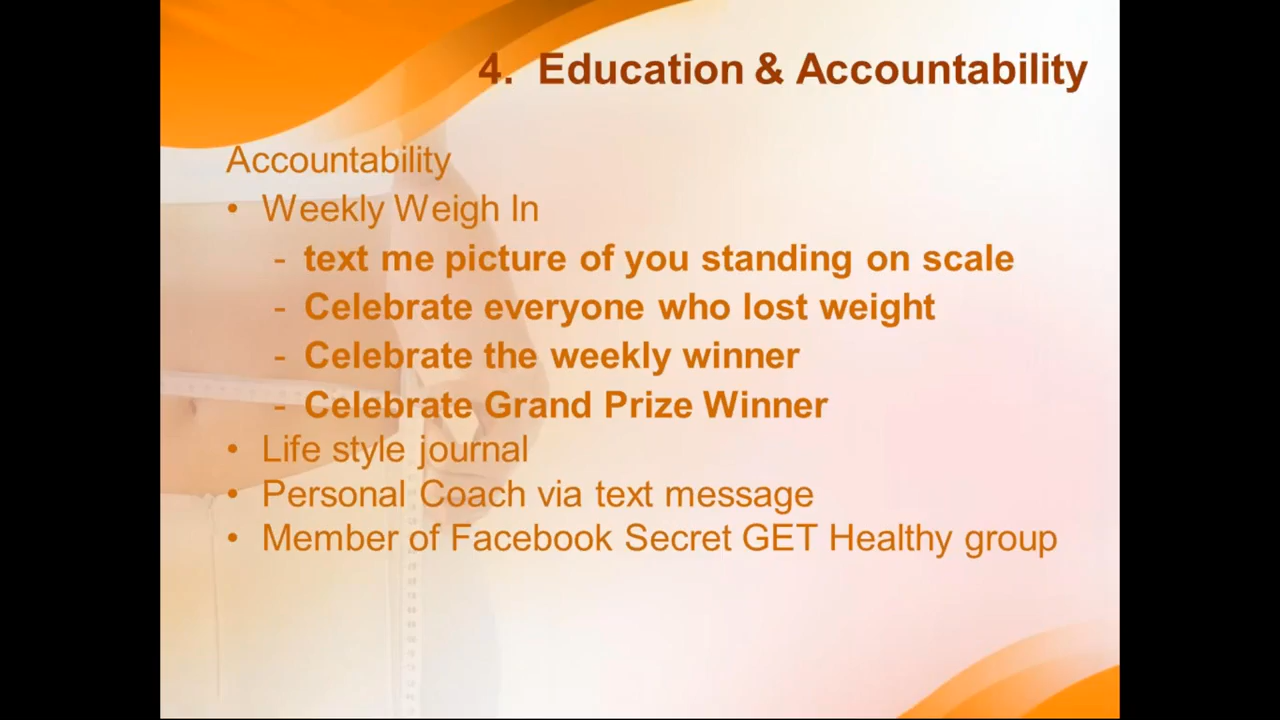 4. Education & Accountability
Accountability
• Weekly Weigh In
- text me picture of you standing on scale
- Celebrate everyone who lost weight
- Celebrate the weekly winner
- Celebrate Grand Prize Winner
• Life style journal
• Personal Coach via text message
• Member of Facebook Secret GET Healthy group